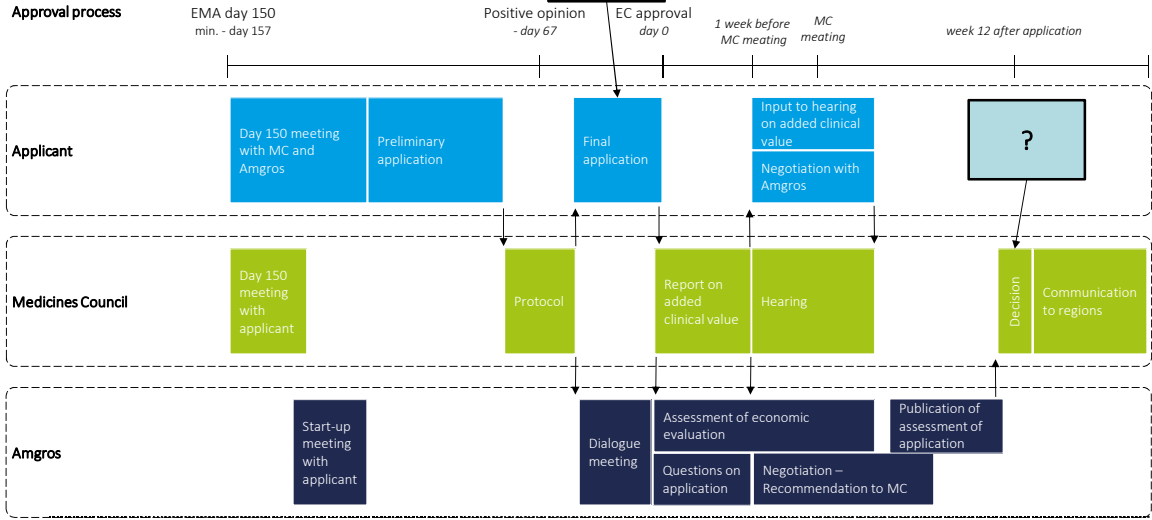 Approval process
EMA day 150
min. - day 157
Positive opinion
- day 67
EC approval
day 0
1 week before
MC meating
MC
meating
week 12 after application
Applicant
Day 150 meeting
with MC and
Amgros
Preliminary
application
Final
application
Input to hearing
on added clinical
value
Negotiation with
Amgros
?
Medicines Council
Day 150
meeting
with
applicant
Protocol
Report on
added
clinical value
Hearing
Decision
Communication
to regions
Amgros
Start-up
meeting
with
applicant
Dialogue
meeting
Assessment of economic
evaluation
Questions on
application
Negotiation –
Recommendation to MC
Publication of
assessment of
application